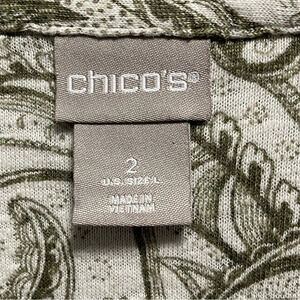 chico's®
2
U.S. SIZE: L
MADE IN
VIETNAM